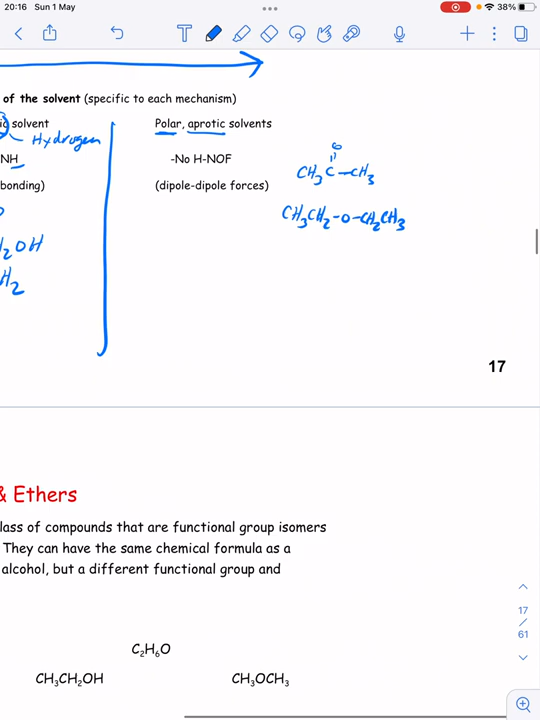 20:16 Sun 1 May
38%
of the solvent (specific to each mechanism)
ic solvent
Hydrogen
Polar, aprotic solvents
NH
-No H-NOF
bonding)
(dipole-dipole forces)
O
CH₃C-CH₃
CH₃CH₂-O-CH₂CH₃
₂OH
H₂
17
& Ethers
lass of compounds that are functional group isomers
They can have the same chemical formula as a
alcohol, but a different functional group and
17
/
61
C₂H₆O
CH₃CH₂OH
CH₃OCH₃